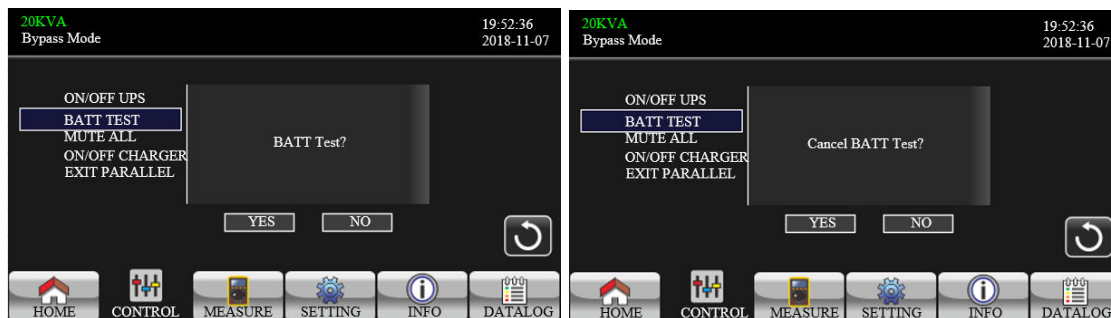 20KVA
Bypass Mode
19:52:36
2018-11-07
ON/OFF UPS
BATT TEST
MUTE ALL
ON/OFF CHARGER
EXIT PARALLEL
BATT Test?
YES NO
HOME CONTROL MEASURE SETTING INFO DATALOG
20KVA
Bypass Mode
19:52:36
2018-11-07
ON/OFF UPS
BATT TEST
MUTE ALL
ON/OFF CHARGER
EXIT PARALLEL
Cancel BATT Test?
YES NO
HOME CONTROL MEASURE SETTING INFO DATALOG